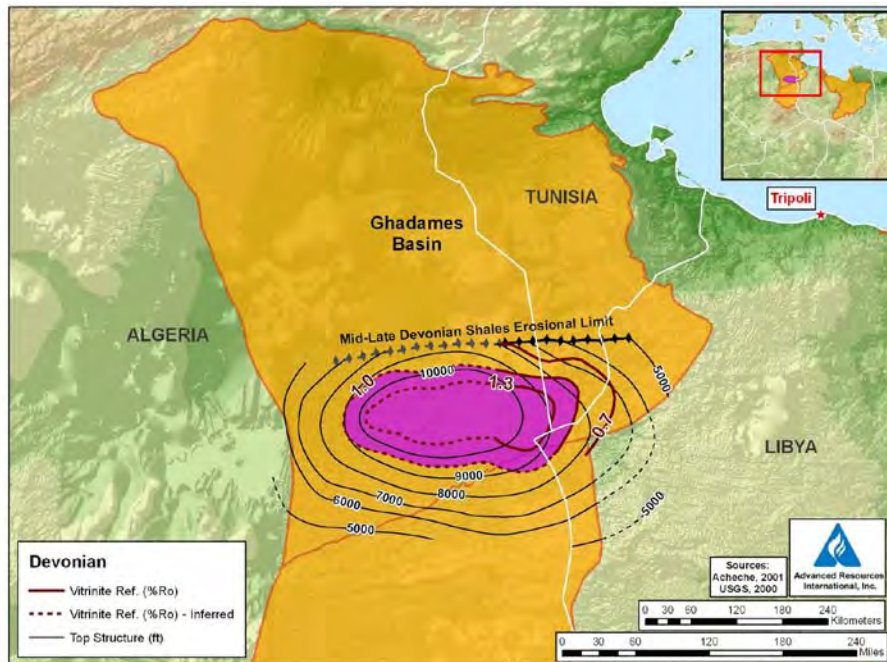 Tripoli
TUNISIA
Ghadames
Basin
ALGERIA
Mid-Late Devonian Shales Erosional Limit
10000
1.0
1.3
5000
0.7
LIBYA
9000
8000
7000
6000
5000
5000
Devonian
Vitrinite Ref. (%Ro)
Vitrinite Ref. (%Ro) - Inferred
Top Structure (ft)
Sources:
Acheche, 2001
USGS, 2000
Advanced Resources
International, Inc.
0 30 60 120 180 240
Kilometers
0 30 60 120 180 240
Miles